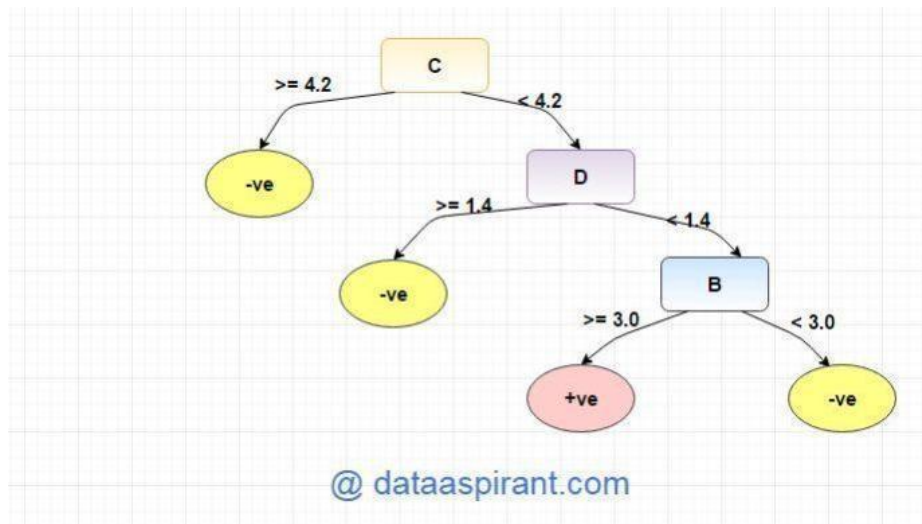 C
>= 4.2
< 4.2
-ve
D
>= 1.4
< 1.4
-ve
B
>= 3.0
< 3.0
+ve
-ve
@ dataaspirant.com